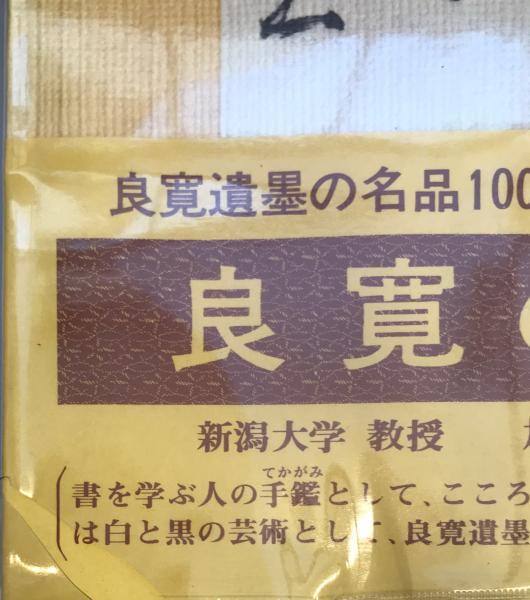 良寛遺墨の名品100
良寛
新潟大学 教授
てかがみ
書を学ぶ人の手鑑として、こころ
は白と黒の芸術として、良寛遺墨